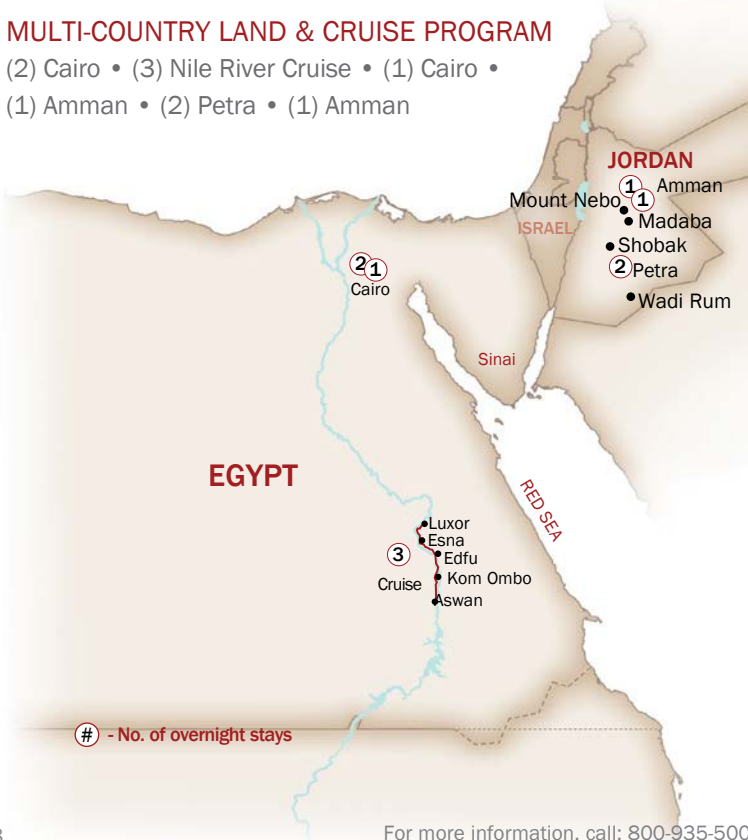 MULTI-COUNTRY LAND & CRUISE PROGRAM
(2) Cairo • (3) Nile River Cruise • (1) Cairo •
(1) Amman • (2) Petra • (1) Amman
JORDAN
1 Amman
Mount Nebo 1
Madaba
ISRAEL
Shobak
2 Petra
2 1
Cairo
Wadi Rum
Sinai
EGYPT
RED SEA
Luxor
Esna
3
Edfu
Cruise
Kom Ombo
Aswan
# - No. of overnight stays
For more information, call: 800-935-500